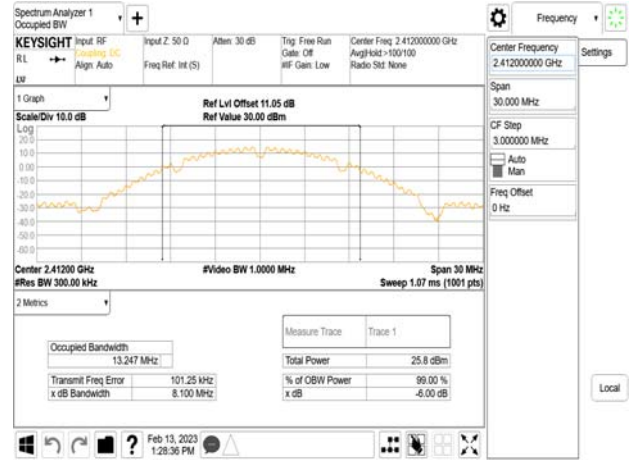 Spectrum Analyzer 1
Occupied BW
Frequency
KEYSIGHT
Input: RF
Coupling: DC
Align: Auto
Input Z: 50 Ω
Freq Ref: Int (S)
Atten: 30 dB
Trig: Free Run
Gate: Off
#IF Gain: Low
Center Freq: 2.412000000 GHz
Avg|Hold:>100/100
Radio Std: None
RL
Center Frequency
2.412000000 GHz
Settings
Span
30.000 MHz
CF Step
3.000000 MHz
Auto
Man
Freq Offset
0 Hz
1 Graph
Scale/Div 10.0 dB
Ref Lvl Offset 11.05 dB
Ref Value 30.00 dBm
Log
20.0
10.0
0.00
-10.0
-20.0
-30.0
-40.0
-50.0
-60.0
Center 2.41200 GHz
#Res BW 300.00 kHz
#Video BW 1.0000 MHz
Span 30 MHz
Sweep 1.07 ms (1001 pts)
2 Metrics
Measure Trace
Trace 1
Occupied Bandwidth
13.247 MHz
Total Power
25.8 dBm
Transmit Freq Error
101.25 kHz
% of OBW Power
99.00 %
x dB Bandwidth
8.100 MHz
x dB
-6.00 dB
Local
Feb 13, 2023
1:28:36 PM